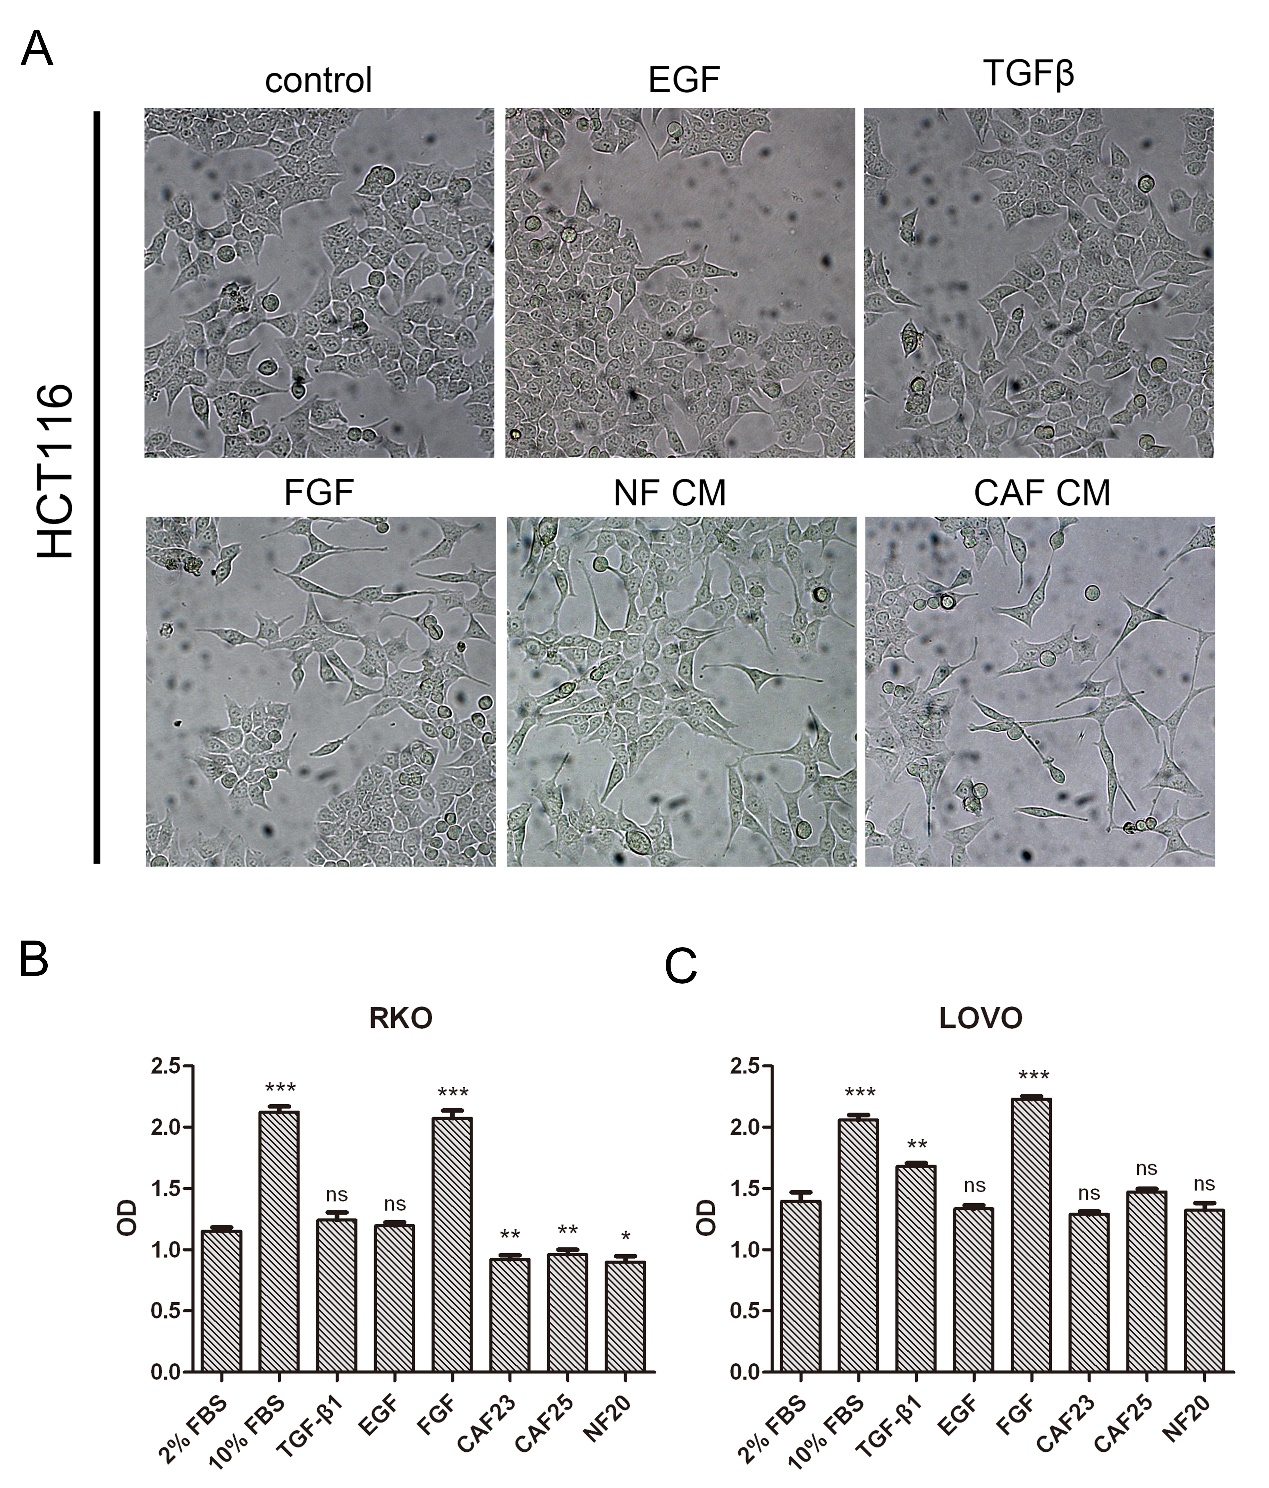 A
control
EGF
TGFβ
HCT116
FGF
NF CM
CAF CM
B
RKO
2.5
2.0
1.5
1.0
0.5
0.0
OD
***
ns
ns
***
**
**
*
2% FBS
10% FBS
TGF-β1
EGF
FGF
CAF23
CAF25
NF20
C
LOVO
2.5
2.0
1.5
1.0
0.5
0.0
OD
***
**
ns
***
ns
ns
ns
2% FBS
10% FBS
TGF-β1
EGF
FGF
CAF23
CAF25
NF20